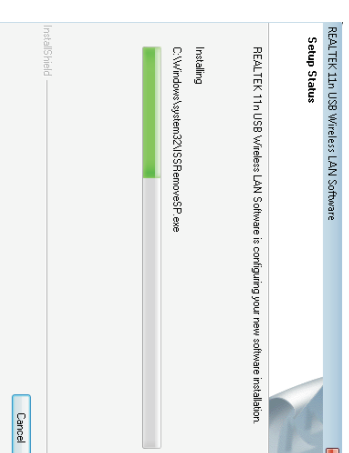 REALTEK 11n USB Wireless LAN Software
Setup Status
REALTEK 11n USB Wireless LAN Software is configuring your new software installation.
Installing
C:\Windows\system32\ISSRemoveSP.exe
InstallShield
Cancel